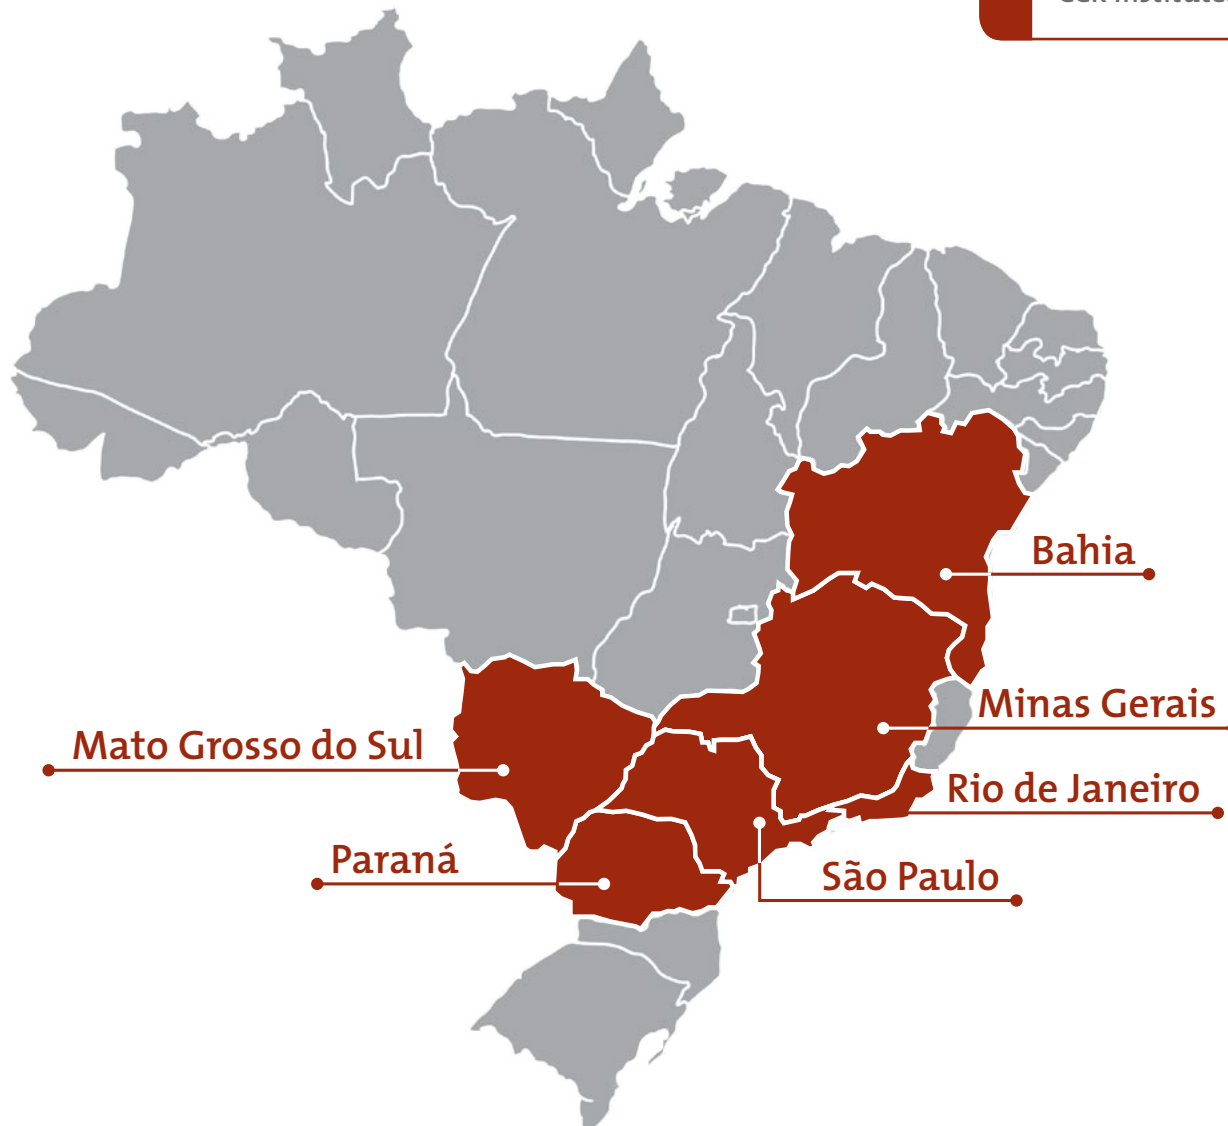 Bahia
Minas Gerais
Mato Grosso do Sul
Rio de Janeiro
Paraná
São Paulo